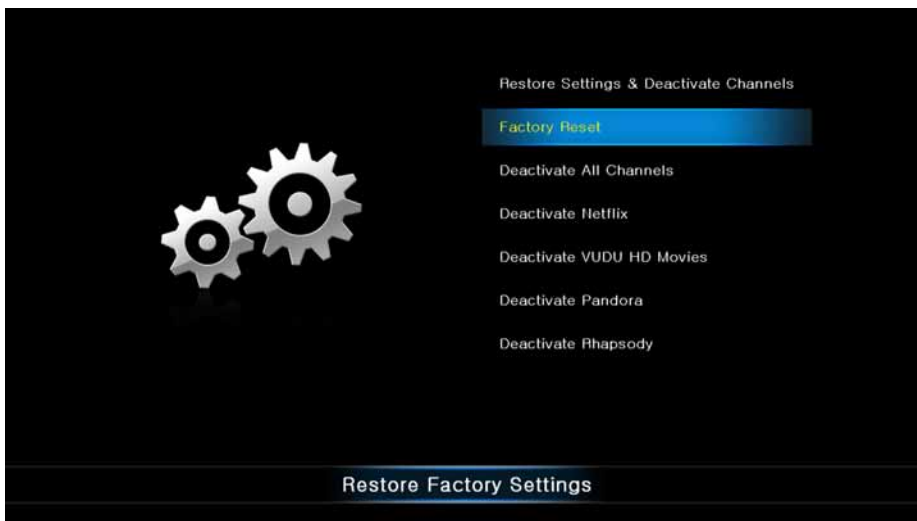 Restore Settings & Deactivate Channels
Factory Reset
Deactivate All Channels
Deactivate Netflix
Deactivate VUDU HD Movies
Deactivate Pandora
Deactivate Rhapsody
Restore Factory Settings